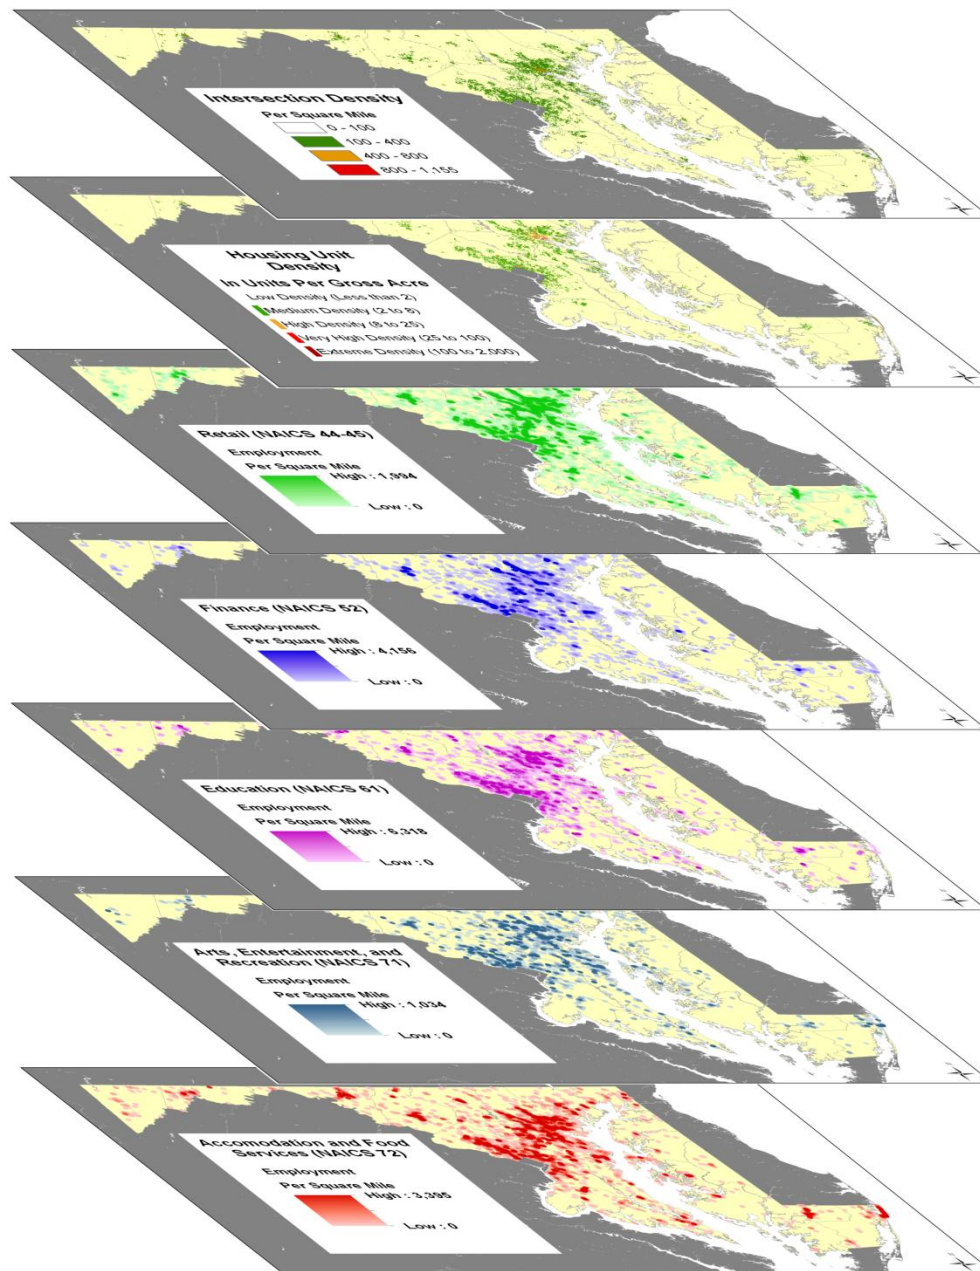 Intersection Density
Per Square Mile
0 - 100
100 - 400
400 - 800
800 - 1,155
Housing Unit
Density
In Units Per Gross Acre
Low Density (Less than 2)
Medium Density (2 to 8)
High Density (8 to 25)
Very High Density (25 to 100)
Extreme Density (100 to 2,000)
Retail (NAICS 44-45)
Employment
Per Square Mile
High : 1,994
Low : 0
Finance (NAICS 52)
Employment
Per Square Mile
High : 4,156
Low : 0
Education (NAICS 61)
Employment
Per Square Mile
High : 6,318
Low : 0
Arts, Entertainment, and
Recreation (NAICS 71)
Employment
Per Square Mile
High : 1,034
Low : 0
Accomodation and Food
Services (NAICS 72)
Employment
Per Square Mile
High : 3,395
Low : 0